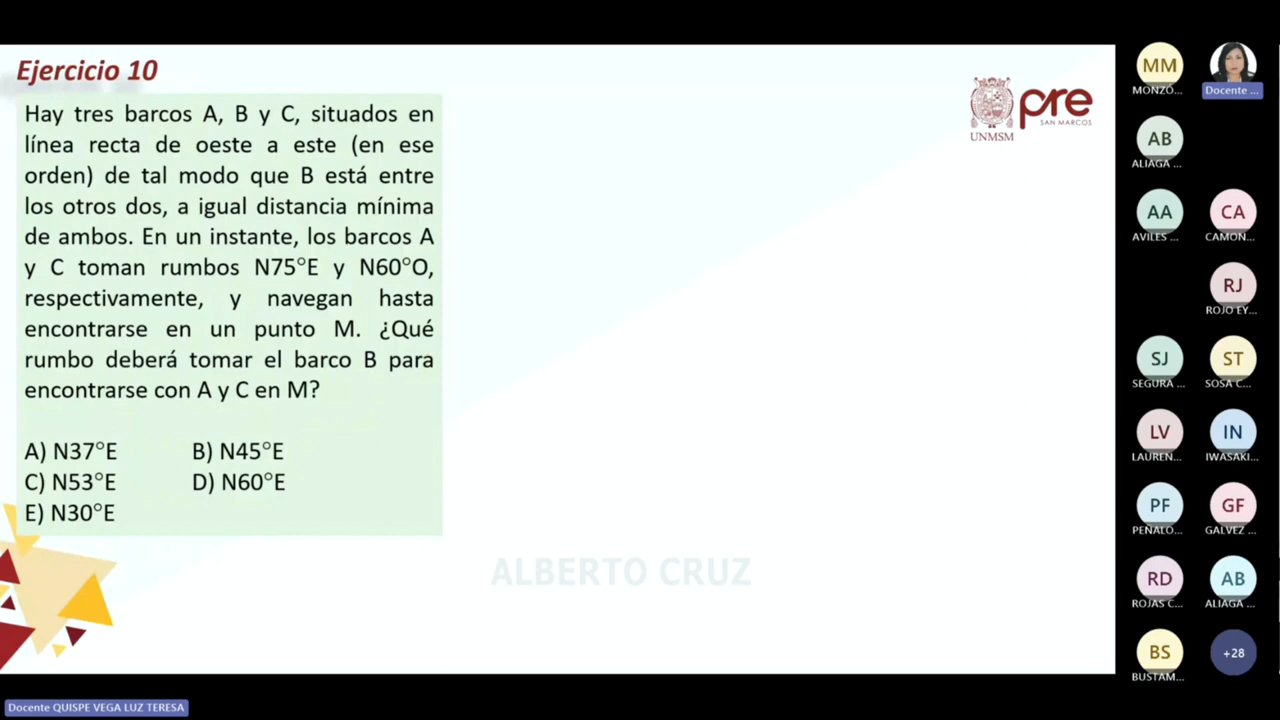 Ejercicio 10
Hay tres barcos A, B y C, situados en
línea recta de oeste a este (en ese
orden) de tal modo que B está entre
los otros dos, a igual distancia mínima
de ambos. En un instante, los barcos A
y C toman rumbos N75°E y N60°O,
respectivamente, y navegan hasta
encontrarse en un punto M. ¿Qué
rumbo deberá tomar el barco B para
encontrarse con A y C en M?
A) N37°E B) N45°E
C) N53°E D) N60°E
E) N30°E
UNMSM
pre
SAN MARCOS
ALBERTO CRUZ
MM
MONZÓ...
Docente ...
AB
ALIAGA ...
AA
AVILES ...
CA
CAMON...
RJ
ROJO EY...
SJ
SEGURA ...
ST
SOSA C...
LV
LAUREN...
IN
IWASAKI...
PF
PEÑALO...
GF
GALVEZ ...
RD
ROJAS C...
AB
ALIAGA ...
BS
BUSTAM...
+28
Docente QUISPE VEGA LUZ TERESA